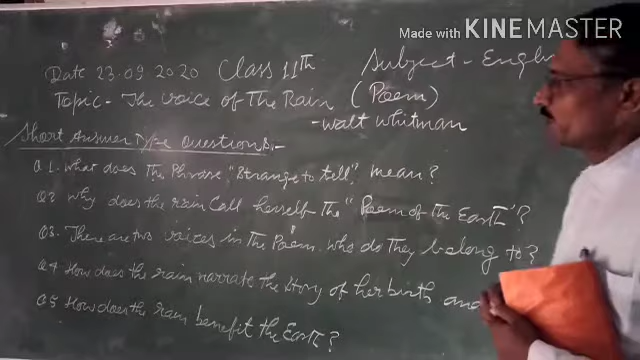 Made with KINEMASTER
Date 23.09.2020 Class 11th Subject - Englis
Topic - The voice of The Rain (Poem)
- Walt Whitman
Short Answer Type Questions:-
Q1. What does The Phrase, "Strange to tell," mean?
Q2. Why does the rain call herself The "Poem of The Earth"?
Q3. There are two voices in The Poem. Who do They belong to?
Q4. How does the rain narrate the story of her birth and
Q5. How does the rain benefit the Earth?